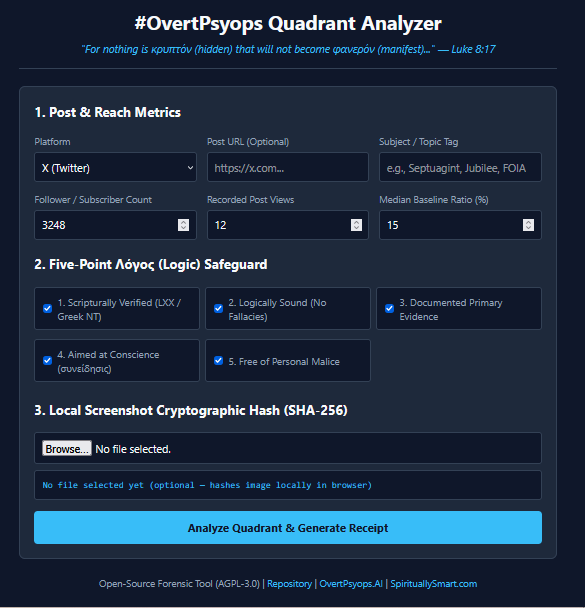 #OvertPsyops Quadrant Analyzer
"For nothing is κρυπτόν (hidden) that will not become φανερόν (manifest)..." — Luke 8:17
1. Post & Reach Metrics
Platform
Post URL (Optional)
Subject / Topic Tag
X (Twitter)
https://x.com...
e.g., Septuagint, Jubilee, FOIA
Follower / Subscriber Count
Recorded Post Views
Median Baseline Ratio (%)
3248
12
15
2. Five-Point Λόγος (Logic) Safeguard
1. Scripturally Verified (LXX /
Greek NT)
2. Logically Sound (No
Fallacies)
3. Documented Primary
Evidence
4. Aimed at Conscience
(συνείδησις)
5. Free of Personal Malice
3. Local Screenshot Cryptographic Hash (SHA-256)
Browse... No file selected.
No file selected yet (optional — hashes image locally in browser)
Analyze Quadrant & Generate Receipt
Open-Source Forensic Tool (AGPL-3.0) | Repository | OvertPsyops.AI | SpirituallySmart.com